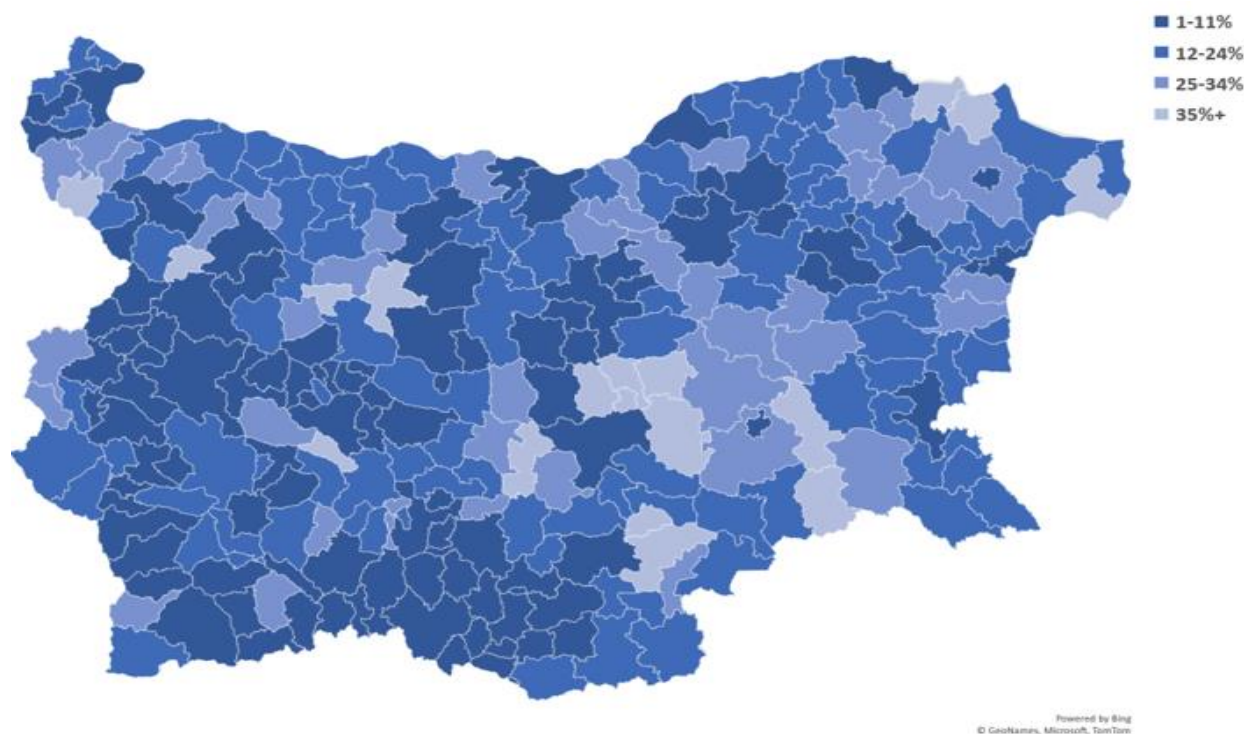 1-11%
12-24%
25-34%
35%+
Powered by Bing
© GeoNames, Microsoft, TomTom